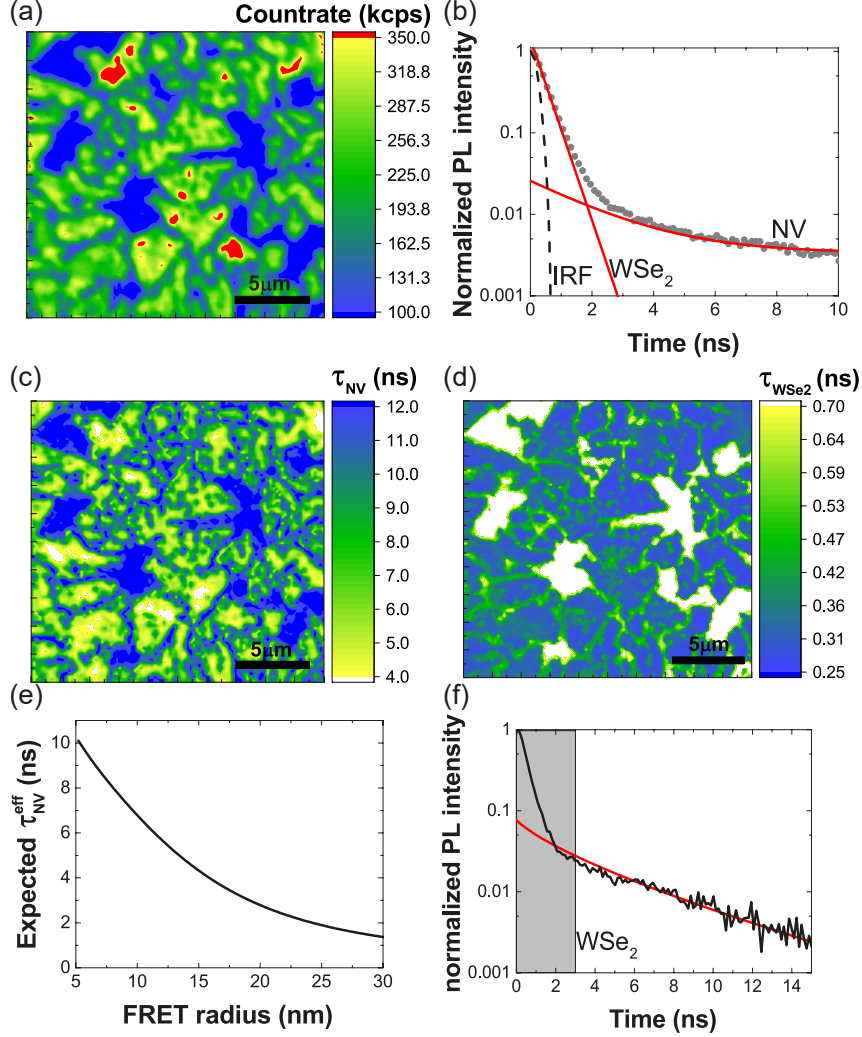 (a)
Countrate (kcps)
350.0
318.8
287.5
256.3
225.0
193.8
162.5
131.3
100.0
5μm
(b)
Normalized PL intensity
1
0.1
0.01
0.001
IRF
WSe₂
NV
0 2 4 6 8 10
Time (ns)
(c)
τNV (ns)
12.0
11.0
10.0
9.0
8.0
7.0
6.0
5.0
4.0
5μm
(d)
τWSe2 (ns)
0.70
0.64
0.59
0.53
0.47
0.42
0.36
0.31
0.25
5μm
(e)
Expected τNV^eff (ns)
10
8
6
4
2
0
5 10 15 20 25 30
FRET radius (nm)
(f)
normalized PL intensity
1
0.1
0.01
0.001
WSe₂
0 2 4 6 8 10 12 14
Time (ns)